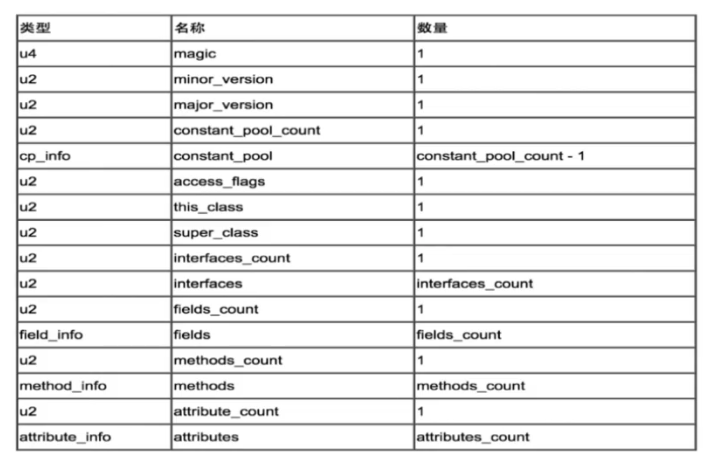 类型 名称 数量
u4 magic 1
u2 minor_version 1
u2 major_version 1
u2 constant_pool_count 1
cp_info constant_pool constant_pool_count - 1
u2 access_flags 1
u2 this_class 1
u2 super_class 1
u2 interfaces_count 1
u2 interfaces interfaces_count
u2 fields_count 1
field_info fields fields_count
u2 methods_count 1
method_info methods methods_count
u2 attribute_count 1
attribute_info attributes attributes_count